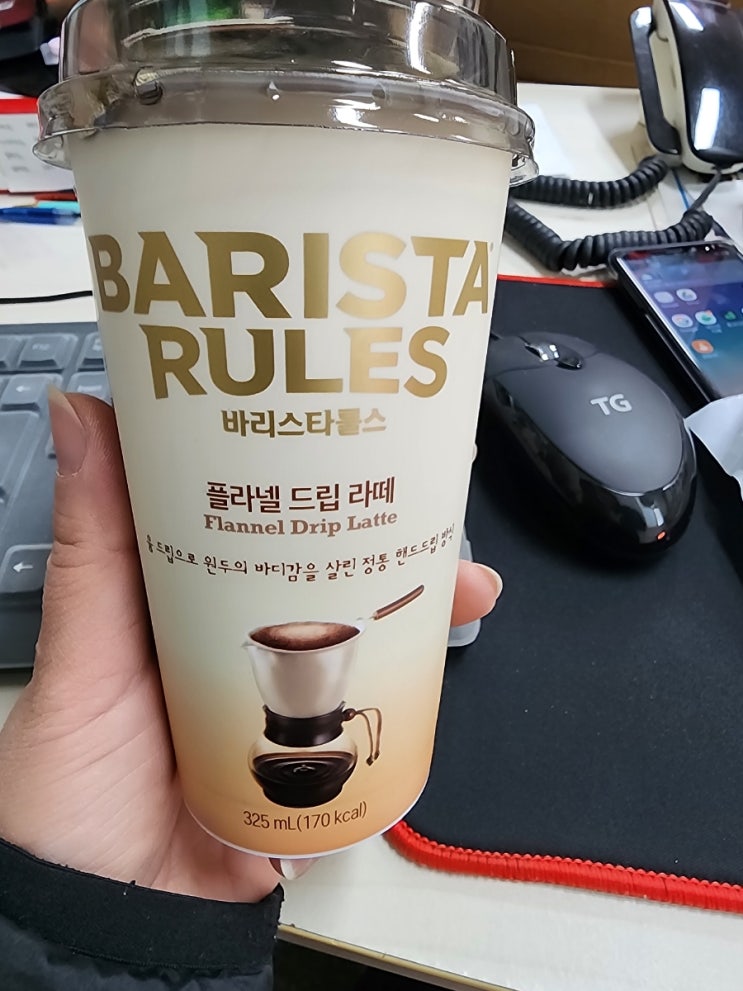 BARISTA
RULES
바리스타룰스
플라넬 드립 라떼
Flannel Drip Latte
드립으로 원두의 바디감을 살린 정통 핸드드립 방식
325 mL(170 kcal)
TG